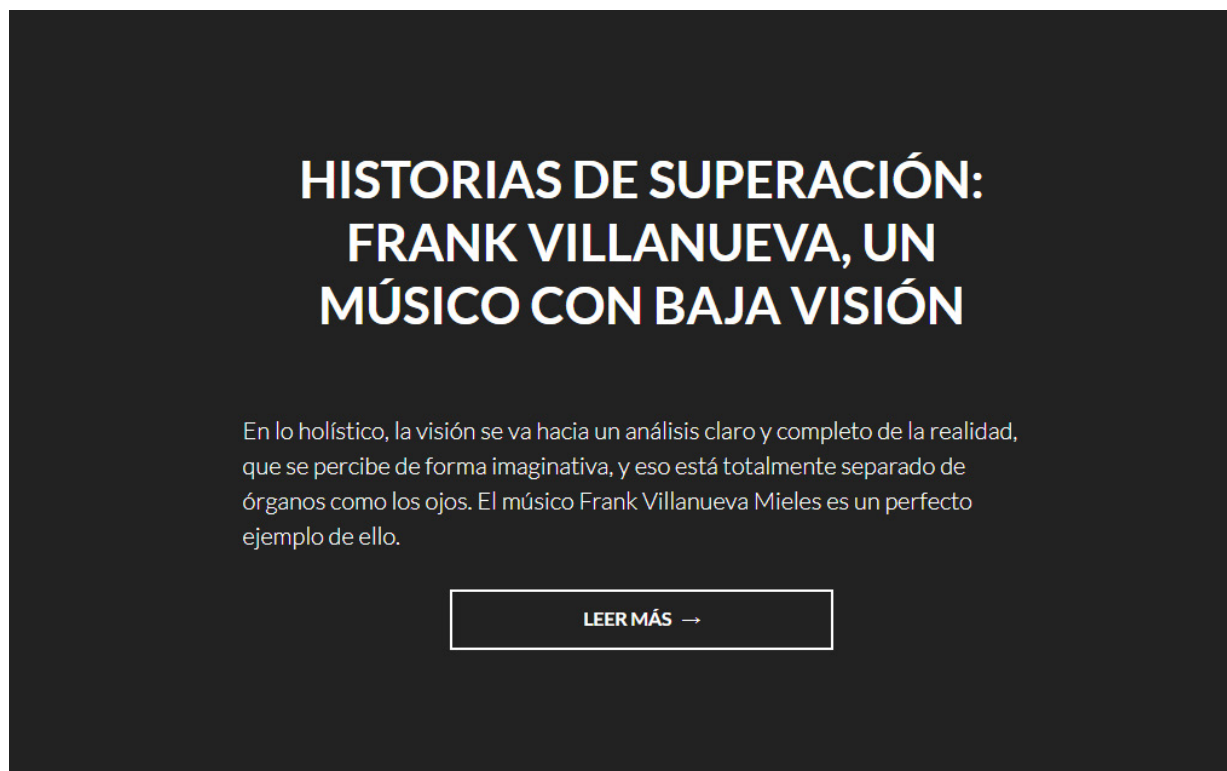 HISTORIAS DE SUPERACIÓN:
FRANK VILLANUEVA, UN
MÚSICO CON BAJA VISIÓN
En lo holístico, la visión se va hacia un análisis claro y completo de la realidad,
que se percibe de forma imaginativa, y eso está totalmente separado de
órganos como los ojos. El músico Frank Villanueva Mieles es un perfecto
ejemplo de ello.
LEER MÁS →